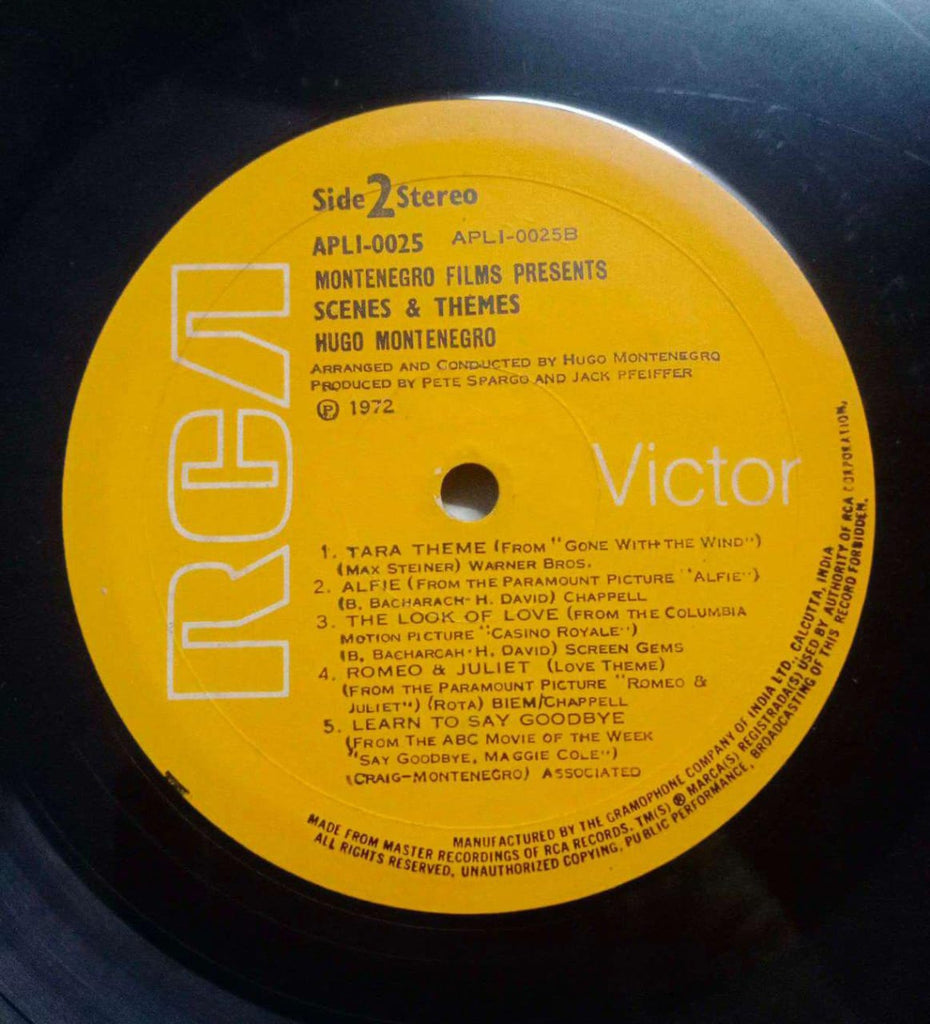 Side 2 Stereo
APLI-0025 APLI-0025B
MONTENEGRO FILMS PRESENTS
SCENES & THEMES
HUGO MONTENEGRO
ARRANGED AND CONDUCTED BY HUGO MONTENEGRO
PRODUCED BY PETE SPARGO AND JACK PFEIFFER
℗ 1972
RCA
Victor
1. TARA THEME (FROM "GONE WITH THE WIND")
(MAX STEINER) WARNER BROS.
2. ALFIE (FROM THE PARAMOUNT PICTURE "ALFIE")
(B. BACHARACH-H. DAVID) CHAPPELL
3. THE LOOK OF LOVE (FROM THE COLUMBIA
MOTION PICTURE "CASINO ROYALE")
(B. BACHARCAH-H. DAVID) SCREEN GEMS
4. ROMEO & JULIET (LOVE THEME)
(FROM THE PARAMOUNT PICTURE "ROMEO &
JULIET") (ROTA) BIEM/CHAPPELL
5. LEARN TO SAY GOODBYE
(FROM THE ABC MOVIE OF THE WEEK
"SAY GOODBYE, MAGGIE COLE")
(CRAIG-MONTENEGRO) ASSOCIATED
MANUFACTURED BY THE GRAMOPHONE COMPANY OF INDIA LTD., CALCUTTA, INDIA
MADE FROM MASTER RECORDINGS OF RCA RECORDS. TM(S) ® MARCA(S) REGISTRADA(S) USED BY AUTHORITY OF RCA CORPORATION.
ALL RIGHTS RESERVED. UNAUTHORIZED COPYING, PUBLIC PERFORMANCE, BROADCASTING OF THIS RECORD FORBIDDEN.